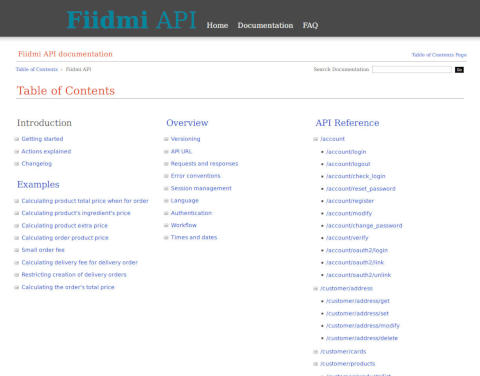 Fiidmi API Home Documentation FAQ
Fiidmi API documentation
Table of Contents Page
Table of Contents » Fiidmi API
Search Documentation Go
Table of Contents
Introduction
Getting started
Actions explained
Changelog
Examples
Calculating product total price when for order
Calculating product's ingredient's price
Calculating product extra price
Calculating order product price
Small order fee
Calculating delivery fee for delivery order
Restricting creation of delivery orders
Calculating the order's total price
Overview
Versioning
API URL
Requests and responses
Error conventions
Session management
Language
Authentication
Workflow
Times and dates
API Reference
/account
/account/login
/account/logout
/account/check_login
/account/reset_password
/account/register
/account/modify
/account/change_password
/account/verify
/account/oauth2/login
/account/oauth2/link
/account/oauth2/unlink
/customer/address
/customer/address/get
/customer/address/set
/customer/address/modify
/customer/address/delete
/customer/cards
/customer/products